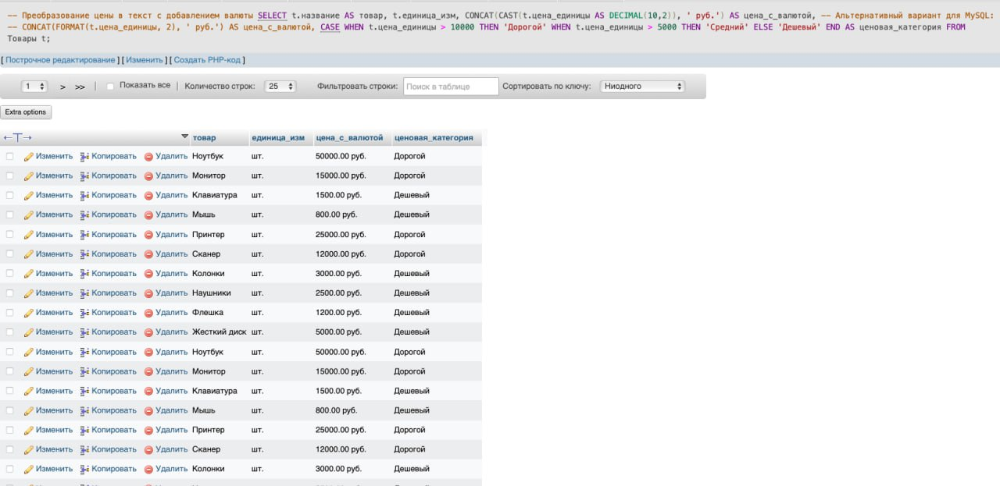 -- Преобразование цены в текст с добавлением валюты SELECT t.название AS товар, t.единица_изм, CONCAT(CAST(t.цена_единицы AS DECIMAL(10,2)), ' руб.') AS цена_с_валютой, -- Альтернативный вариант для MySQL:
-- CONCAT(FORMAT(t.цена_единицы, 2), ' руб.') AS цена_с_валютой, CASE WHEN t.цена_единицы > 10000 THEN 'Дорогой' WHEN t.цена_единицы > 5000 THEN 'Средний' ELSE 'Дешевый' END AS ценовая_категория FROM
Товары t;
[ Построчное редактирование ] [ Изменить ] [ Создать PHP-код ]
1 > >> | Показать все | Количество строк: 25 Фильтровать строки: Поиск в таблице Сортировать по ключу: Ниодного
Extra options
←T→ товар единица_изм цена_с_валютой ценовая_категория
Изменить Копировать Удалить Ноутбук шт. 50000.00 руб. Дорогой
Изменить Копировать Удалить Монитор шт. 15000.00 руб. Дорогой
Изменить Копировать Удалить Клавиатура шт. 1500.00 руб. Дешевый
Изменить Копировать Удалить Мышь шт. 800.00 руб. Дешевый
Изменить Копировать Удалить Принтер шт. 25000.00 руб. Дорогой
Изменить Копировать Удалить Сканер шт. 12000.00 руб. Дорогой
Изменить Копировать Удалить Колонки шт. 3000.00 руб. Дешевый
Изменить Копировать Удалить Наушники шт. 2500.00 руб. Дешевый
Изменить Копировать Удалить Флешка шт. 1200.00 руб. Дешевый
Изменить Копировать Удалить Жесткий диск шт. 5000.00 руб. Дешевый
Изменить Копировать Удалить Ноутбук шт. 50000.00 руб. Дорогой
Изменить Копировать Удалить Монитор шт. 15000.00 руб. Дорогой
Изменить Копировать Удалить Клавиатура шт. 1500.00 руб. Дешевый
Изменить Копировать Удалить Мышь шт. 800.00 руб. Дешевый
Изменить Копировать Удалить Принтер шт. 25000.00 руб. Дорогой
Изменить Копировать Удалить Сканер шт. 12000.00 руб. Дорогой
Изменить Копировать Удалить Колонки шт. 3000.00 руб. Дешевый